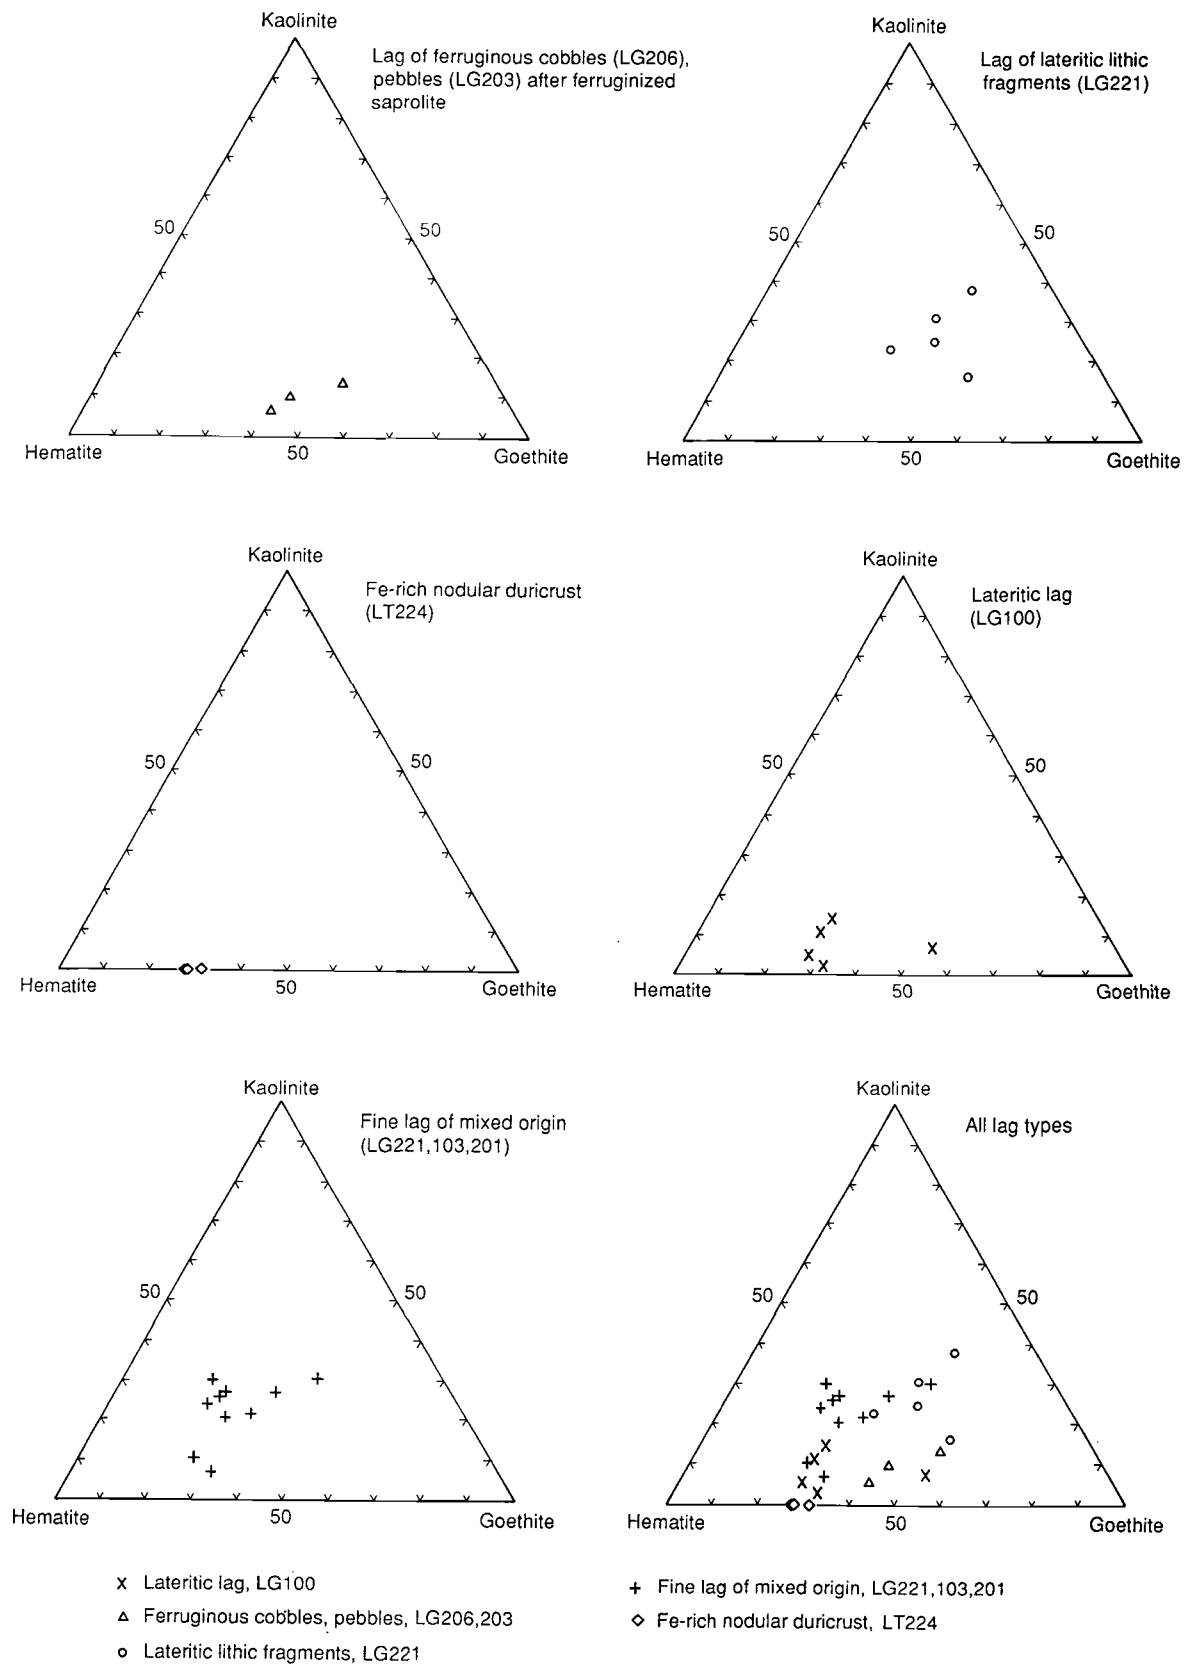 Kaolinite
Lag of ferruginous cobbles (LG206),
pebbles (LG203) after ferruginized
saprolite
50
50
Hematite
50
Goethite
Kaolinite
Lag of lateritic lithic
fragments (LG221)
50
50
Hematite
50
Goethite
Kaolinite
Fe-rich nodular duricrust
(LT224)
50
50
Hematite
50
Goethite
Kaolinite
Lateritic lag
(LG100)
50
50
Hematite
50
Goethite
Kaolinite
Fine lag of mixed origin
(LG221,103,201)
50
50
Hematite
50
Goethite
Kaolinite
All lag types
50
50
Hematite
50
Goethite
Lateritic lag, LG100
Ferruginous cobbles, pebbles, LG206,203
Lateritic lithic fragments, LG221
Fine lag of mixed origin, LG221,103,201
Fe-rich nodular duricrust, LT224